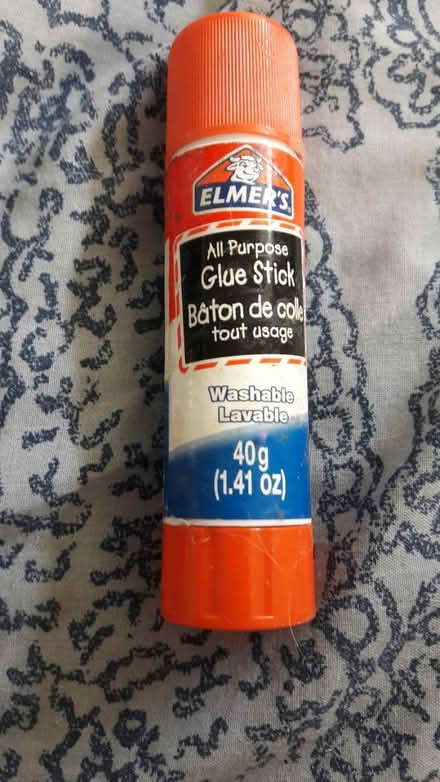 ELMER'S
All Purpose
Glue Stick
Bâton de colle
tout usage
Washable
Lavable
40g
(1.41 oz)